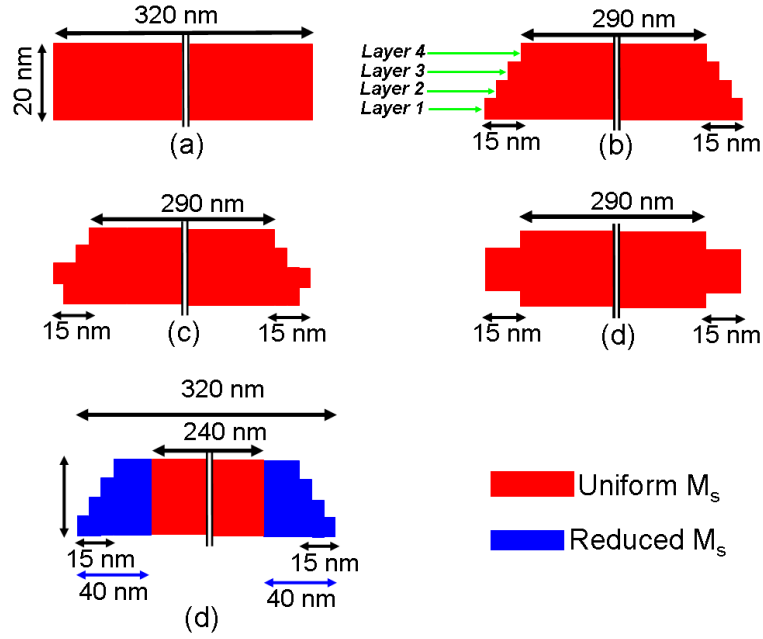 320 nm
20 nm
(a)
290 nm
Layer 4
Layer 3
Layer 2
Layer 1
15 nm
15 nm
(b)
290 nm
15 nm
15 nm
(c)
290 nm
15 nm
15 nm
(d)
320 nm
240 nm
15 nm
15 nm
40 nm
40 nm
(d)
Uniform Ms
Reduced Ms